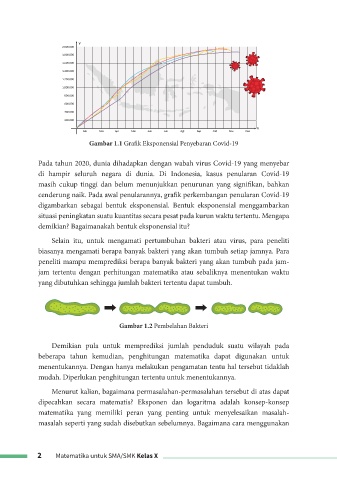 Y
X
Gambar 1.1 Grafik Eksponensial Penyebaran Covid-19
Pada tahun 2020, dunia dihadapkan dengan wabah virus Covid-19 yang menyebar
di hampir seluruh negara di dunia. Di Indonesia, kasus penularan Covid-19
masih cukup tinggi dan belum menunjukkan penurunan yang signifikan, bahkan
cenderung naik. Pada awal penularannya, grafik perkembangan penularan Covid-19
digambarkan sebagai bentuk eksponensial. Bentuk eksponensial menggambarkan
situasi peningkatan suatu kuantitas secara pesat pada kurun waktu tertentu. Mengapa
demikian? Bagaimanakah bentuk eksponensial itu?
Selain itu, untuk mengamati pertumbuhan bakteri atau virus, para peneliti
biasanya mengamati berapa banyak bakteri yang akan tumbuh setiap jamnya. Para
peneliti mampu memprediksi berapa banyak bakteri yang akan tumbuh pada jam-
jam tertentu dengan perhitungan matematika atau sebaliknya menentukan waktu
yang dibutuhkan sehingga jumlah bakteri tertentu dapat tumbuh.
Gambar 1.2 Pembelahan Bakteri
Demikian pula untuk memprediksi jumlah penduduk suatu wilayah pada
beberapa tahun kemudian, penghitungan matematika dapat digunakan untuk
menentukannya. Dengan hanya melakukan pengamatan tentu hal tersebut tidaklah
mudah. Diperlukan penghitungan tertentu untuk menentukannya.
Menurut kalian, bagaimana permasalahan-permasalahan tersebut di atas dapat
dipecahkan secara matematis? Eksponen dan logaritma adalah konsep-konsep
matematika yang memiliki peran yang penting untuk menyelesaikan masalah-
masalah seperti yang sudah disebutkan sebelumnya. Bagaimana cara menggunakan
2 Matematika untuk SMA/SMK Kelas X